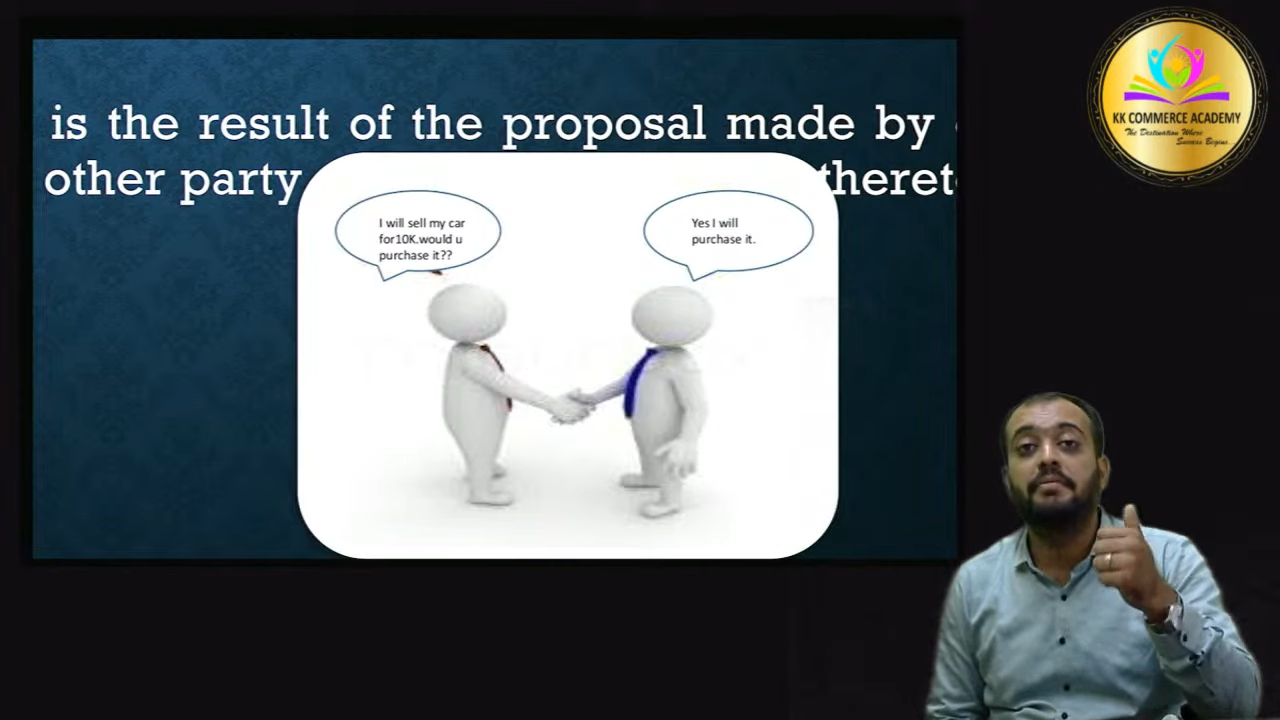 is the result of the proposal made by
other party
I will sell my car
for10K.would u
purchase it??
Yes I will
purchase it.
KK COMMERCE ACADEMY
The Destination Where
Success Begins...